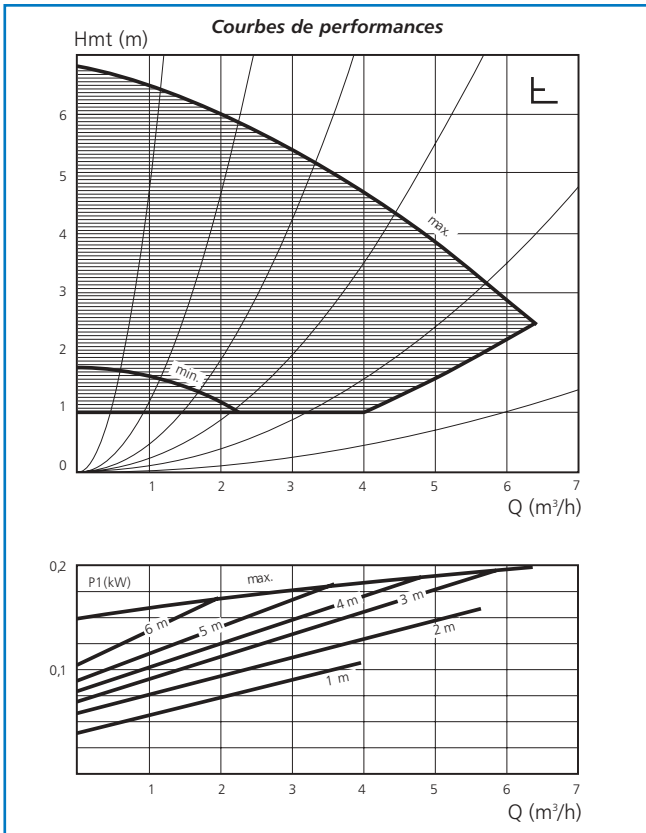 Courbes de performances
Hmt (m)
6
5
4
3
2
1
0
max.
min.
1 2 3 4 5 6 7
Q (m³/h)
0,2
P1(kW)
max.
6 m
5 m
4 m
3 m
2 m
1 m
0,1
1 2 3 4 5 6 7
Q (m³/h)